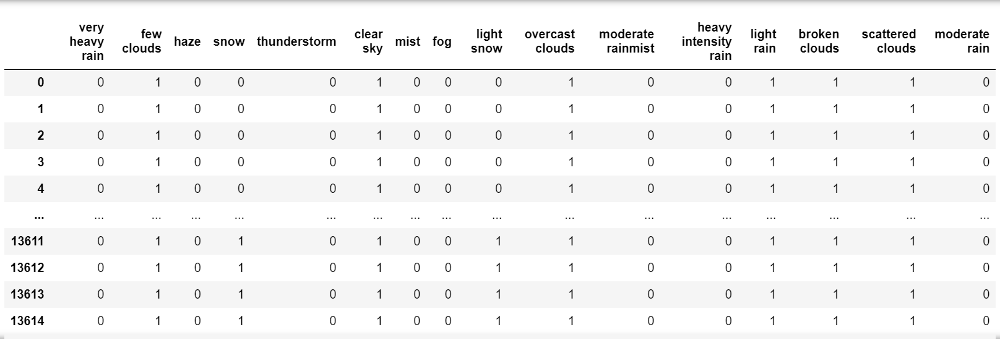 very heavy rain few clouds haze snow thunderstorm clear sky mist fog light snow overcast clouds moderate rainmist heavy intensity rain light rain broken clouds scattered clouds moderate rain
0 0 1 0 0 0 1 0 0 0 1 0 0 1 1 1 0
1 0 1 0 0 0 1 0 0 0 1 0 0 1 1 1 0
2 0 1 0 0 0 1 0 0 0 1 0 0 1 1 1 0
3 0 1 0 0 0 1 0 0 0 1 0 0 1 1 1 0
4 0 1 0 0 0 1 0 0 0 1 0 0 1 1 1 0
... ... ... ... ... ... ... ... ... ... ... ... ... ... ... ... ...
13611 0 1 0 1 0 1 0 0 1 1 0 0 1 1 1 0
13612 0 1 0 1 0 1 0 0 1 1 0 0 1 1 1 0
13613 0 1 0 1 0 1 0 0 1 1 0 0 1 1 1 0
13614 0 1 0 1 0 1 0 0 1 1 0 0 1 1 1 0